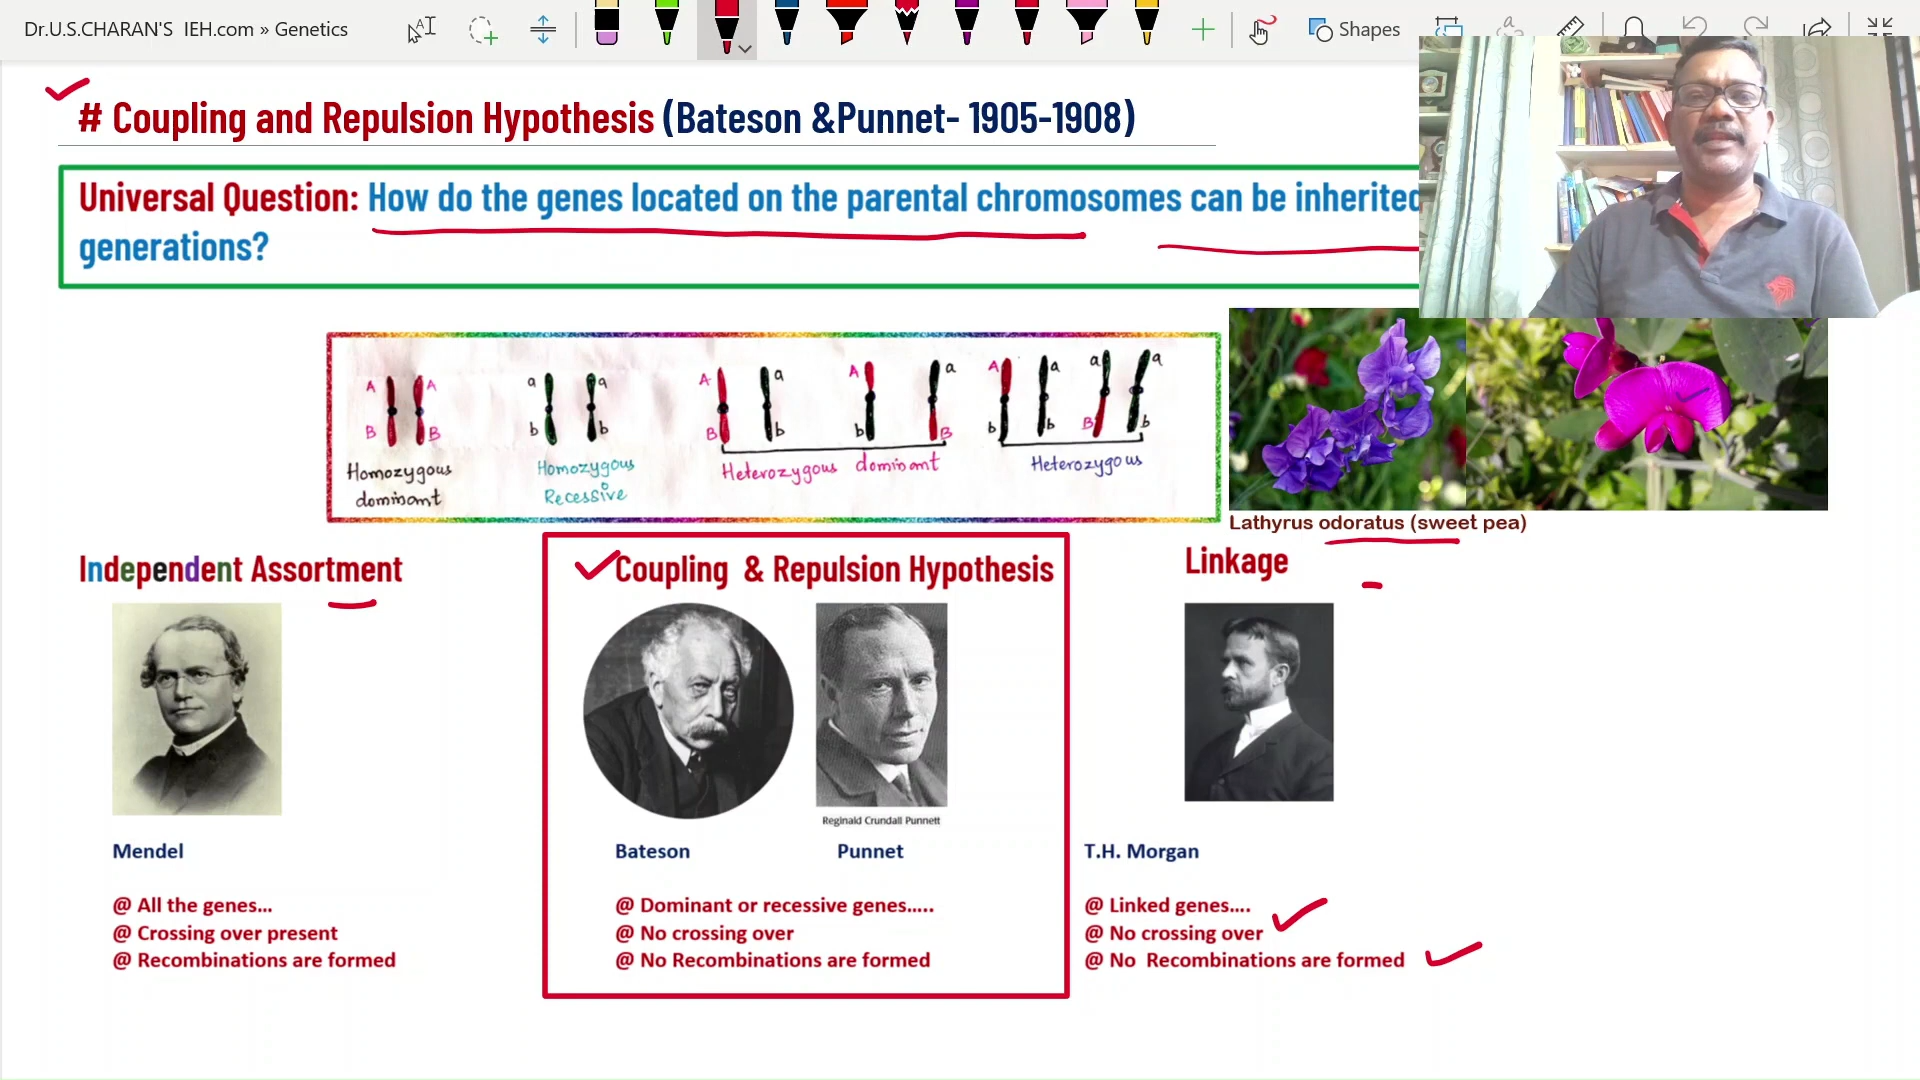 Dr.U.S.CHARAN'S IEH.com » Genetics
Shapes
# Coupling and Repulsion Hypothesis (Bateson &Punnet- 1905-1908)
Universal Question: How do the genes located on the parental chromosomes can be inherited
generations?
A A a a A a A a A a a a
B B b b B b b B b b B b
Homozygous dominant
Homozygous Recessive
Heterozygous dominant
Heterozygous
Lathyrus odoratus (sweet pea)
Independent Assortment
Mendel
@ All the genes...
@ Crossing over present
@ Recombinations are formed
Coupling & Repulsion Hypothesis
Reginald Crundall Punnett
Bateson Punnet
@ Dominant or recessive genes.....
@ No crossing over
@ No Recombinations are formed
Linkage
T.H. Morgan
@ Linked genes....
@ No crossing over
@ No Recombinations are formed